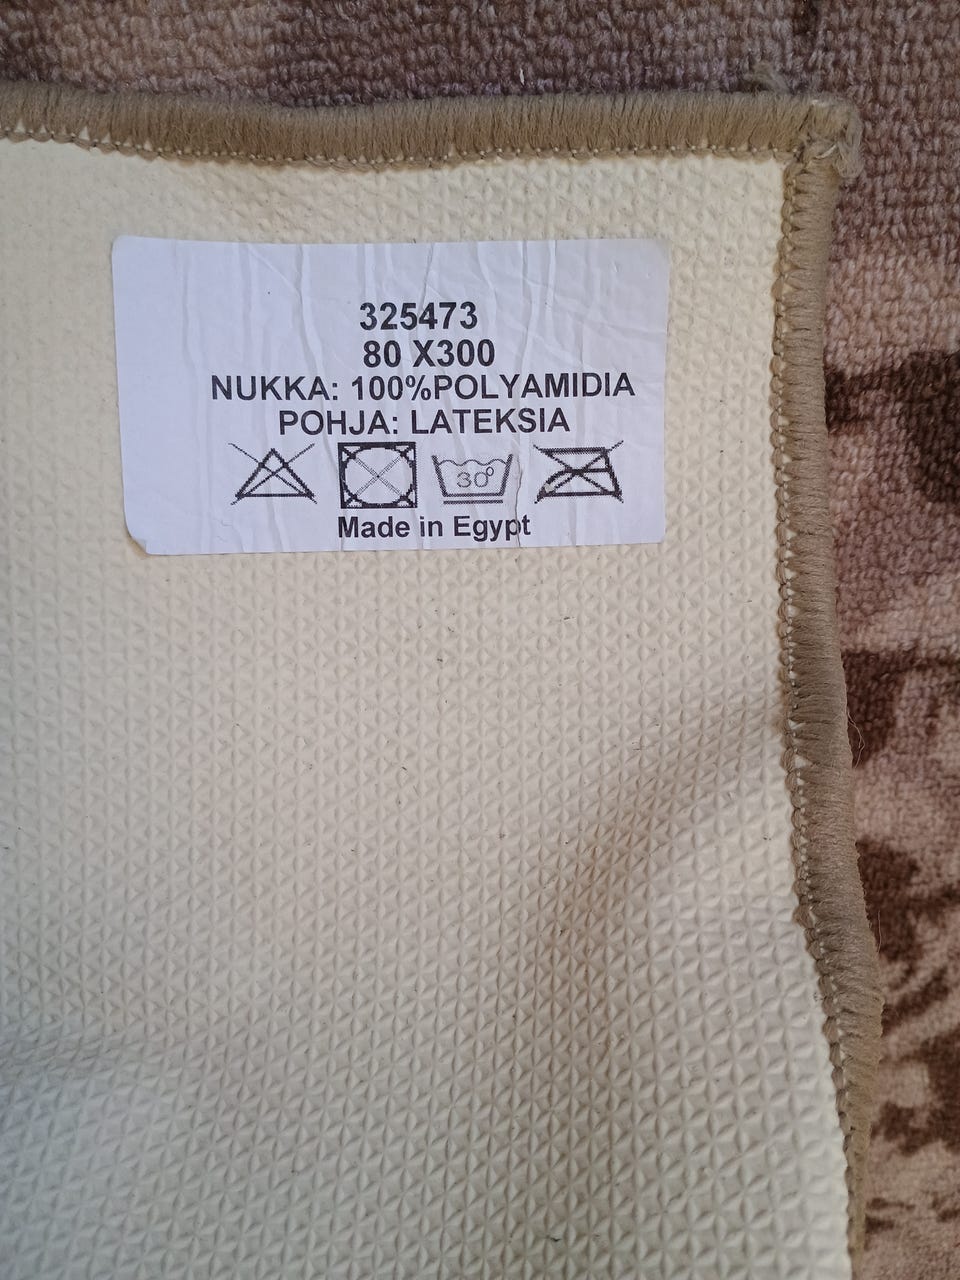 325473
80 X300
NUKKA: 100%POLYAMIDIA
POHJA: LATEKSIA
30°
Made in Egypt